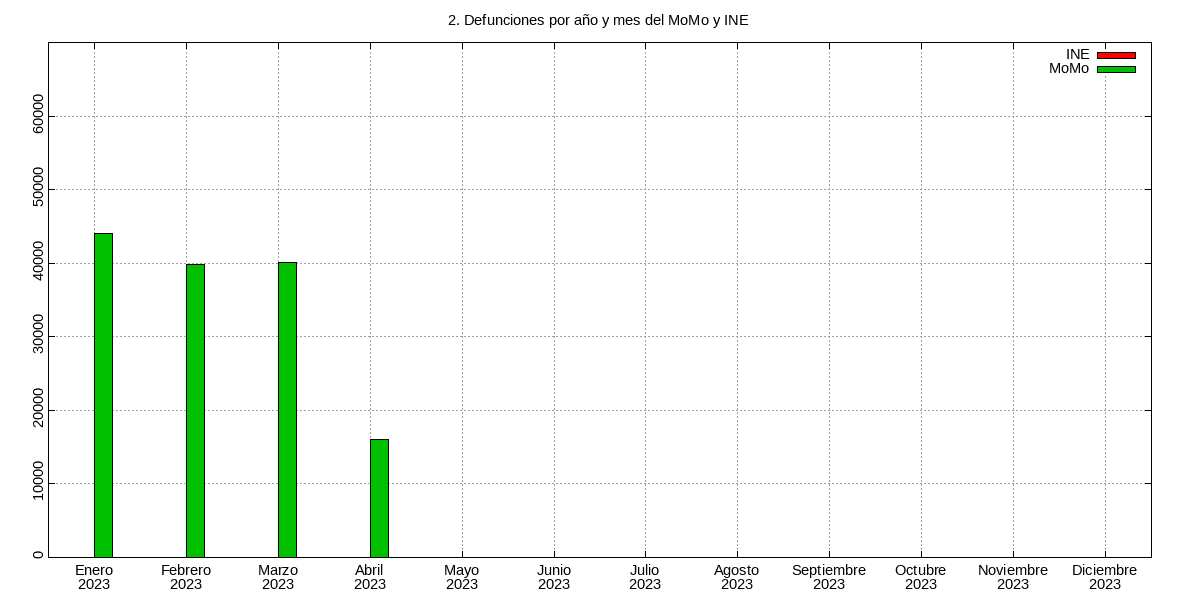 2. Defunciones por año y mes del MoMo y INE
INE
MoMo
60000
50000
40000
30000
20000
10000
0
Enero Febrero Marzo Abril Mayo Junio Julio Agosto Septiembre Octubre Noviembre Diciembre
2023 2023 2023 2023 2023 2023 2023 2023 2023 2023 2023 2023